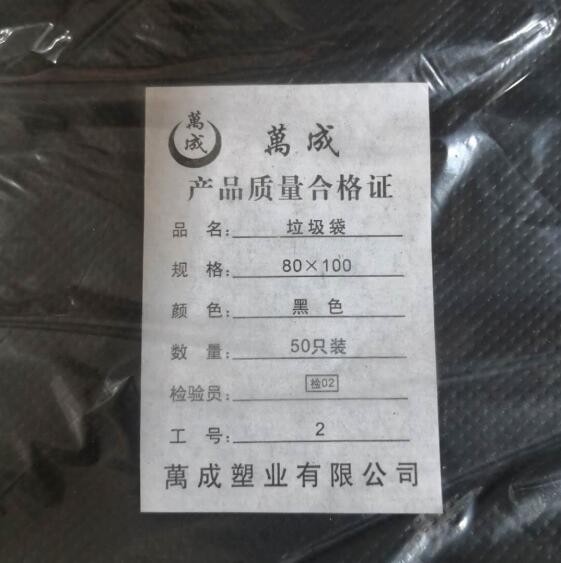 萬成
萬成
产品质量合格证
品 名: 垃圾袋
规 格: 80×100
颜 色: 黑 色
数 量: 50只装
检验员: 检02
工 号: 2
萬成塑业有限公司